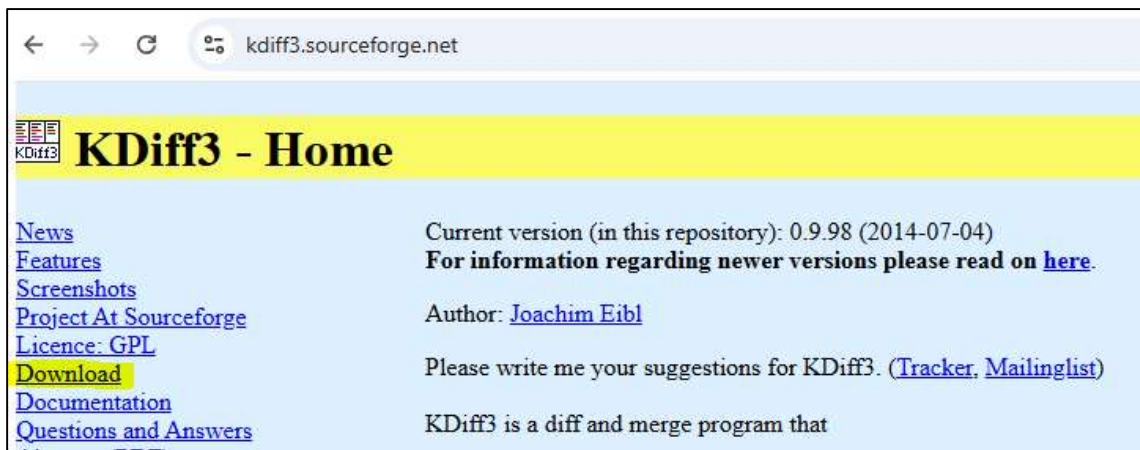 kdiff3.sourceforge.net
KDiff3
KDiff3 - Home
News
Features
Screenshots
Project At Sourceforge
Licence: GPL
Download
Documentation
Questions and Answers
Current version (in this repository): 0.9.98 (2014-07-04)
For information regarding newer versions please read on here.
Author: Joachim Eibl
Please write me your suggestions for KDiff3. (Tracker, Mailinglist)
KDiff3 is a diff and merge program that